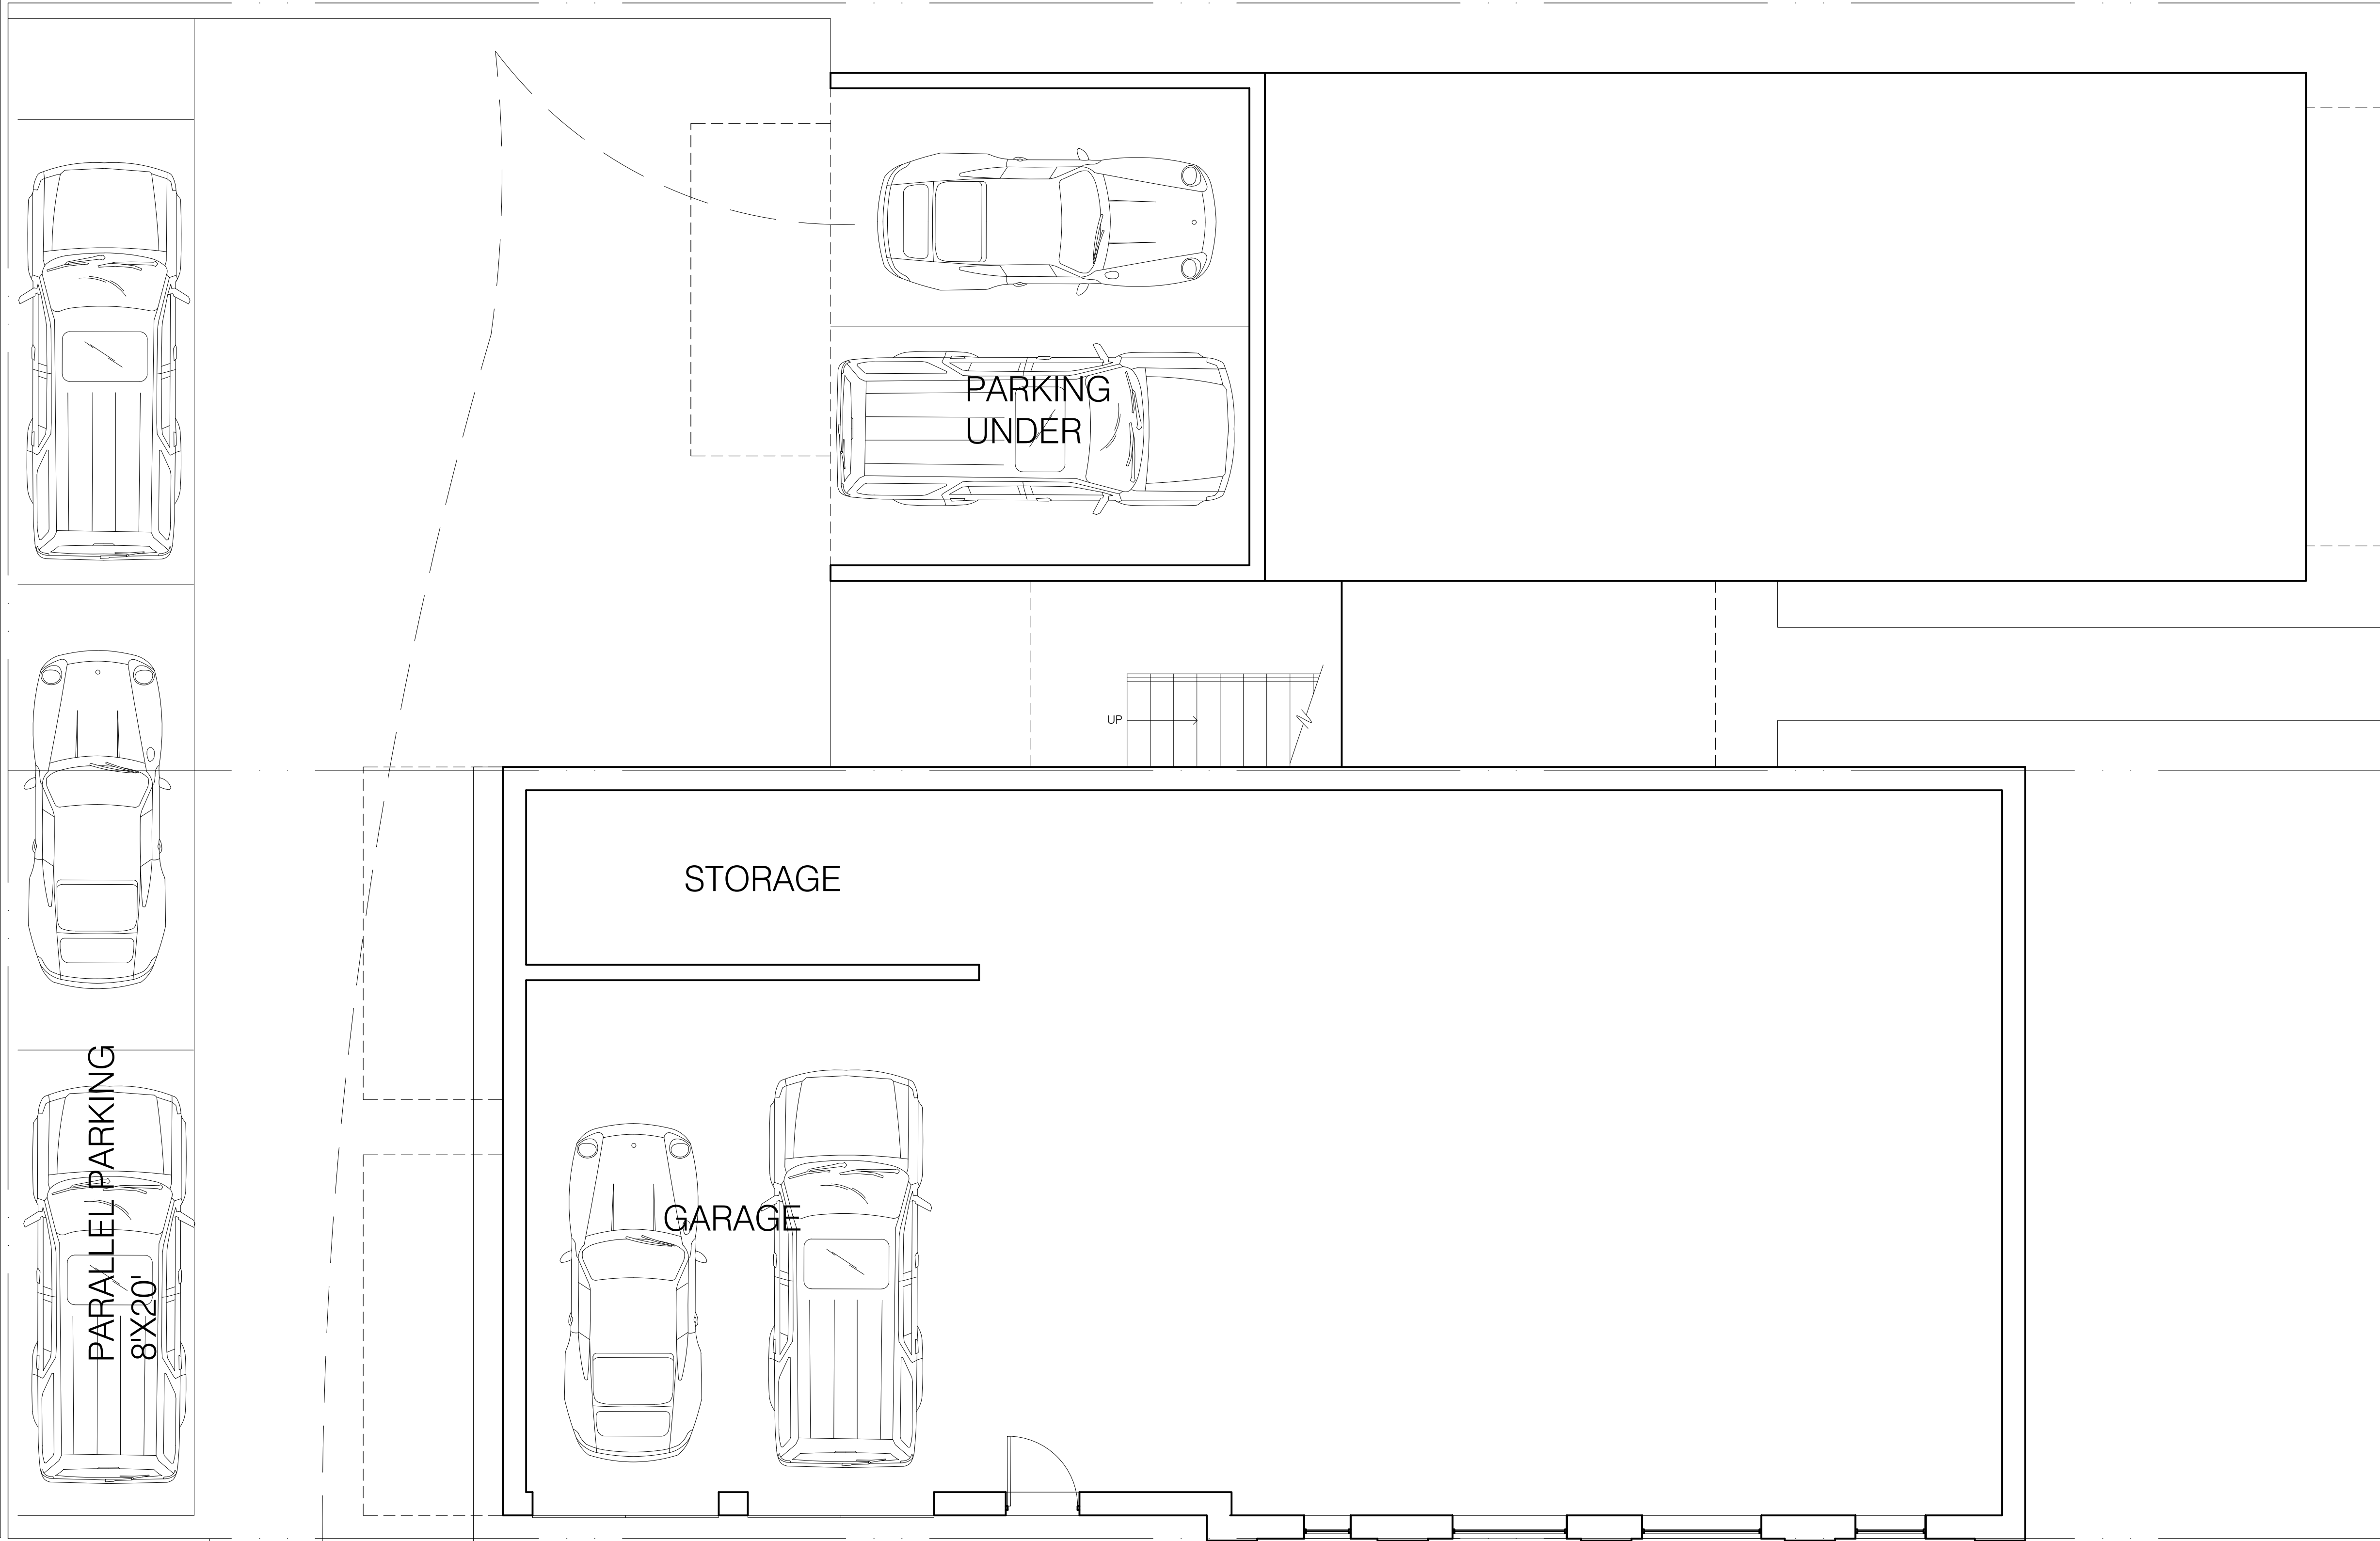 PARKING
UNDER
UP
STORAGE
GARAGE
PARALLEL PARKING
8'X20'